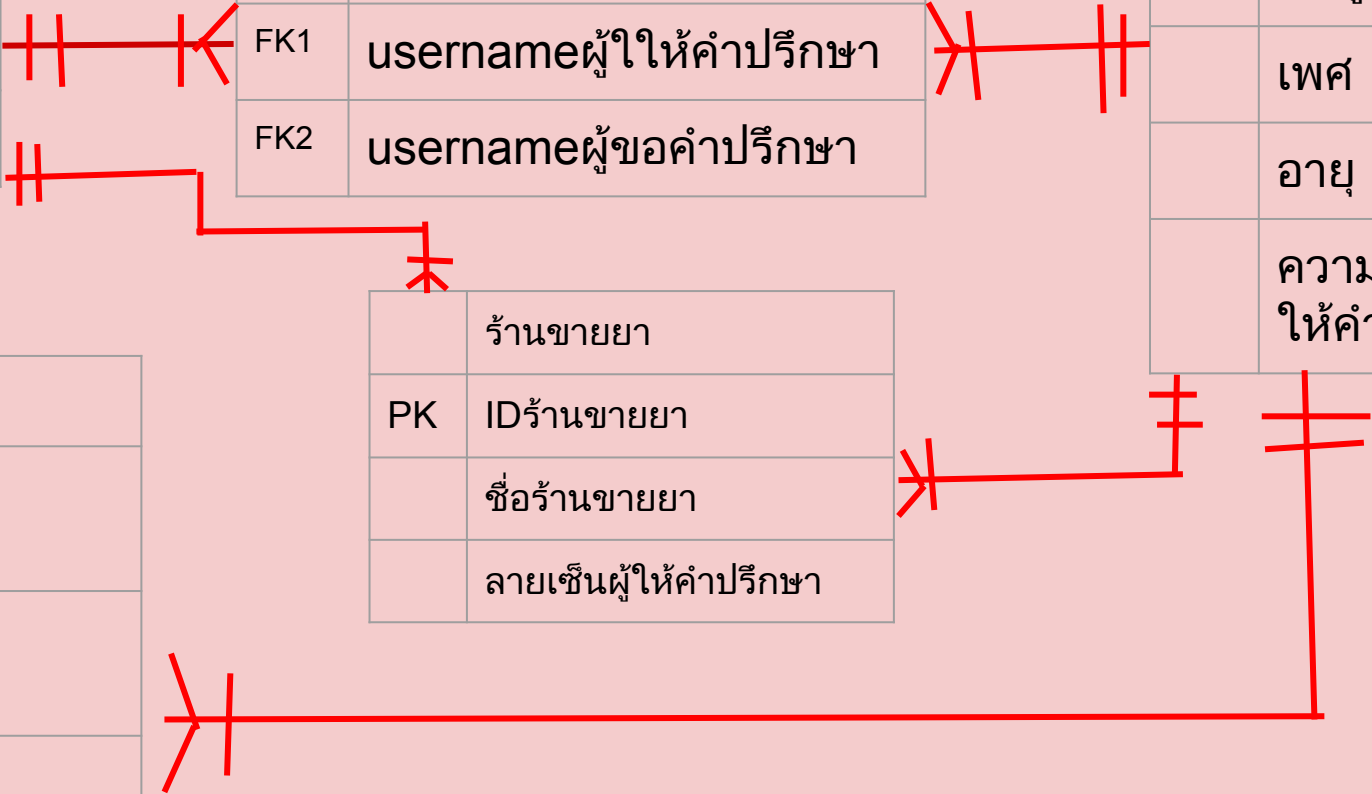 FK1 usernameผู้ใให้คำปรึกษา
FK2 usernameผู้ขอคำปรึกษา
เพศ
อายุ
ร้านขายยา
PK IDร้านขายยา
ชื่อร้านขายยา
ลายเซ็นผู้ให้คำปรึกษา